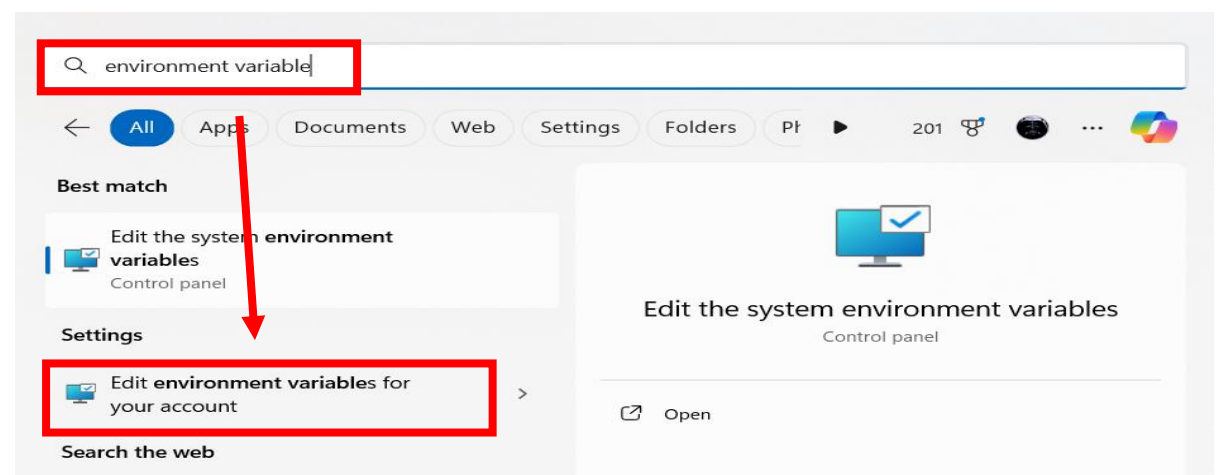 environment variable
All Apps Documents Web Settings Folders Ph 201 ...
Best match
Edit the system environment
variables
Control panel
Edit the system environment variables
Control panel
Settings
Edit environment variables for
your account
Open
Search the web